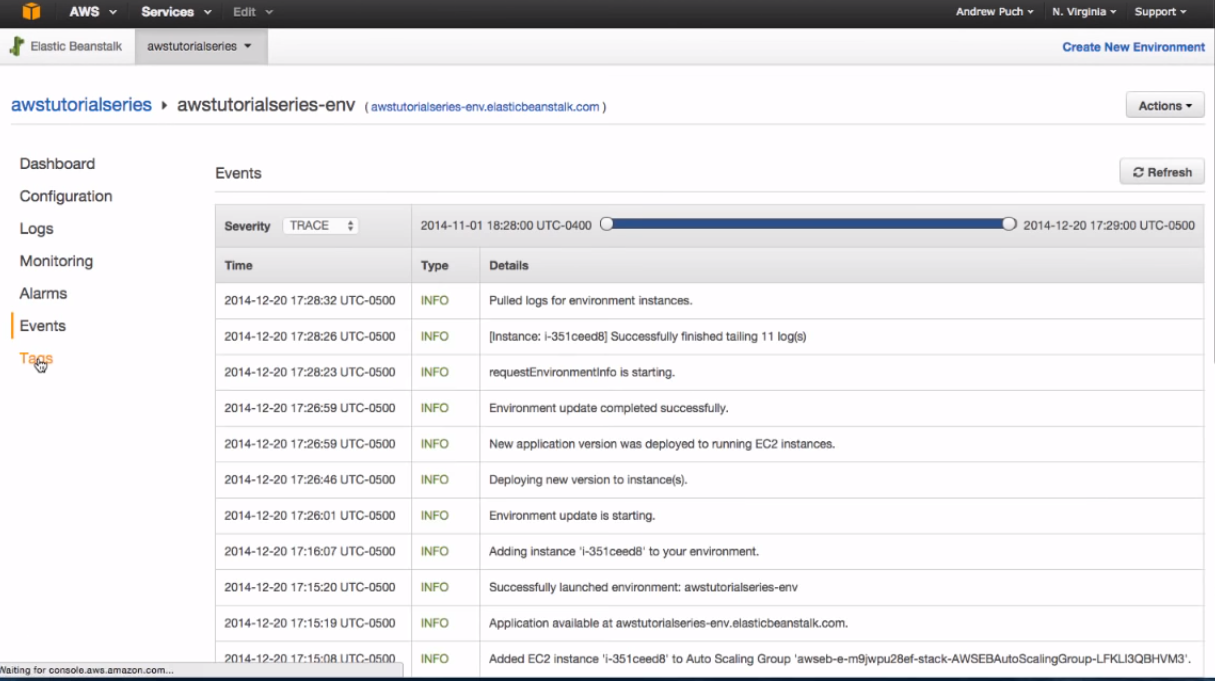 AWS Services Edit Andrew Puch N. Virginia Support
Elastic Beanstalk awstutorialseries Create New Environment
awstutorialseries awstutorialseries-env ( awstutorialseries-env.elasticbeanstalk.com ) Actions
Dashboard
Configuration
Logs
Monitoring
Alarms
Events
Tags
Events Refresh
Severity TRACE 2014-11-01 18:28:00 UTC-0400 2014-12-20 17:29:00 UTC-0500
Time Type Details
2014-12-20 17:28:32 UTC-0500 INFO Pulled logs for environment instances.
2014-12-20 17:28:26 UTC-0500 INFO [Instance: i-351ceed8] Successfully finished tailing 11 log(s)
2014-12-20 17:28:23 UTC-0500 INFO requestEnvironmentInfo is starting.
2014-12-20 17:26:59 UTC-0500 INFO Environment update completed successfully.
2014-12-20 17:26:59 UTC-0500 INFO New application version was deployed to running EC2 instances.
2014-12-20 17:26:46 UTC-0500 INFO Deploying new version to instance(s).
2014-12-20 17:26:01 UTC-0500 INFO Environment update is starting.
2014-12-20 17:16:07 UTC-0500 INFO Adding instance 'i-351ceed8' to your environment.
2014-12-20 17:15:20 UTC-0500 INFO Successfully launched environment: awstutorialseries-env
2014-12-20 17:15:19 UTC-0500 INFO Application available at awstutorialseries-env.elasticbeanstalk.com.
2014-12-20 17:15:08 UTC-0500 INFO Added EC2 instance 'i-351ceed8' to Auto Scaling Group 'awseb-e-m9jwpu28ef-stack-AWSEBAutoScalingGroup-LFKLI3QBHVM3'.
Waiting for console.aws.amazon.com...